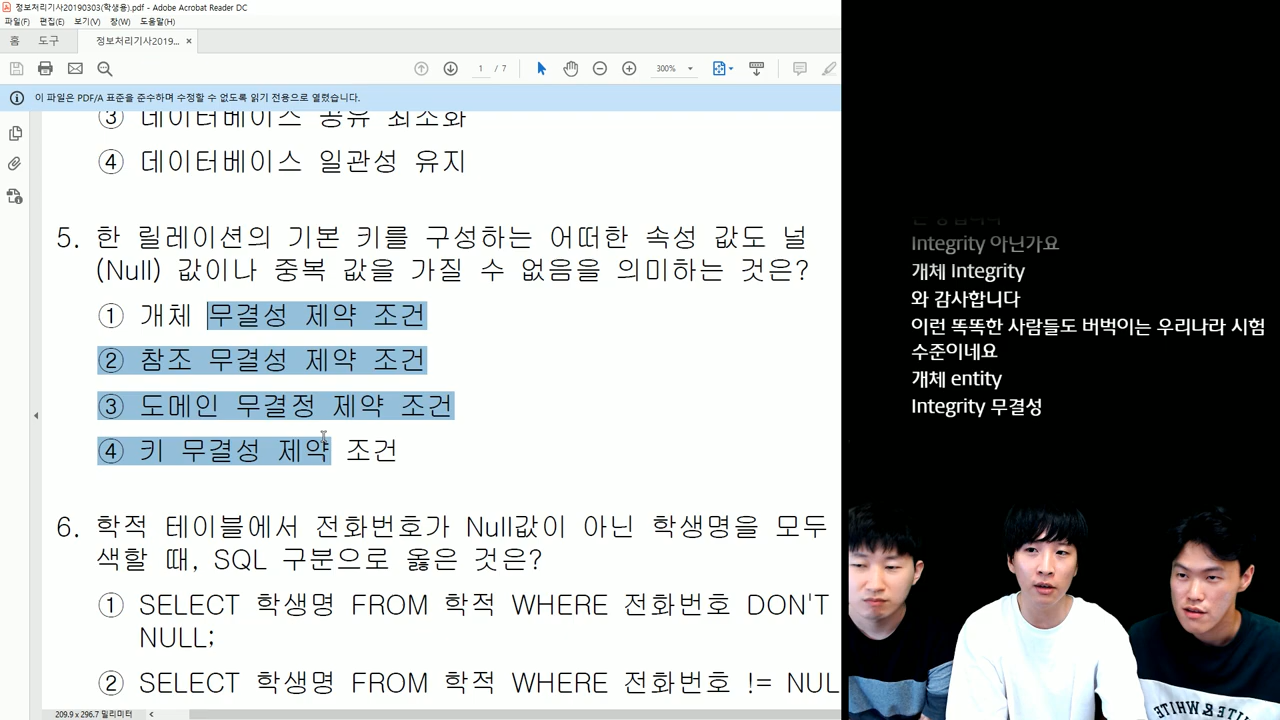 정보처리기사20190303(학생용).pdf - Adobe Acrobat Reader DC
파일(F) 편집(E) 보기(V) 창(W) 도움말(H)
홈 도구 정보처리기사2019... ×
1 / 7 300%
이 파일은 PDF/A 표준을 준수하며 수정할 수 없도록 읽기 전용으로 열렸습니다.
③ 데이터베이스 공유 최소화
④ 데이터베이스 일관성 유지
5. 한 릴레이션의 기본 키를 구성하는 어떠한 속성 값도 널
(Null) 값이나 중복 값을 가질 수 없음을 의미하는 것은?
① 개체 무결성 제약 조건
② 참조 무결성 제약 조건
③ 도메인 무결정 제약 조건
④ 키 무결성 제약 조건
6. 학적 테이블에서 전화번호가 Null값이 아닌 학생명을 모두
색할 때, SQL 구분으로 옳은 것은?
① SELECT 학생명 FROM 학적 WHERE 전화번호 DON'T
NULL;
② SELECT 학생명 FROM 학적 WHERE 전화번호 != NUL
209.9 x 296.7 밀리미터
Integrity 아닌가요
개체 Integrity
와 감사합니다
이런 똑똑한 사람들도 버벅이는 우리나라 시험
수준이네요
개체 entity
Integrity 무결성